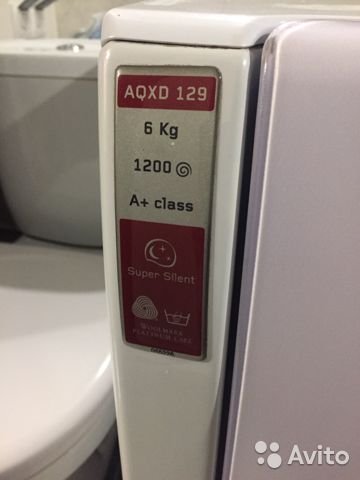 AQXD 129
6 Kg
1200
A+ class
Super Silent
WOOLMARK
PLATINUM CARE
Avito